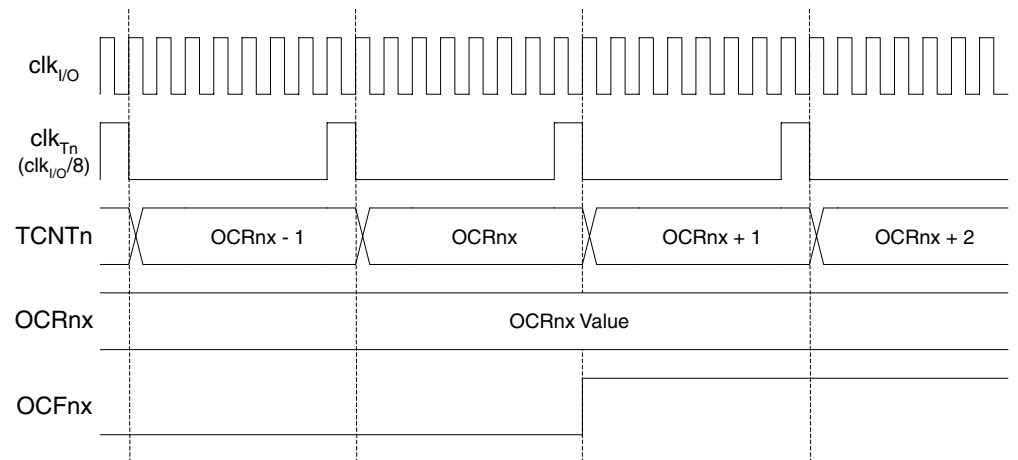 clkI/O
clkTn
(clkI/O/8)
TCNTn
OCRnx - 1
OCRnx
OCRnx + 1
OCRnx + 2
OCRnx
OCRnx Value
OCFnx